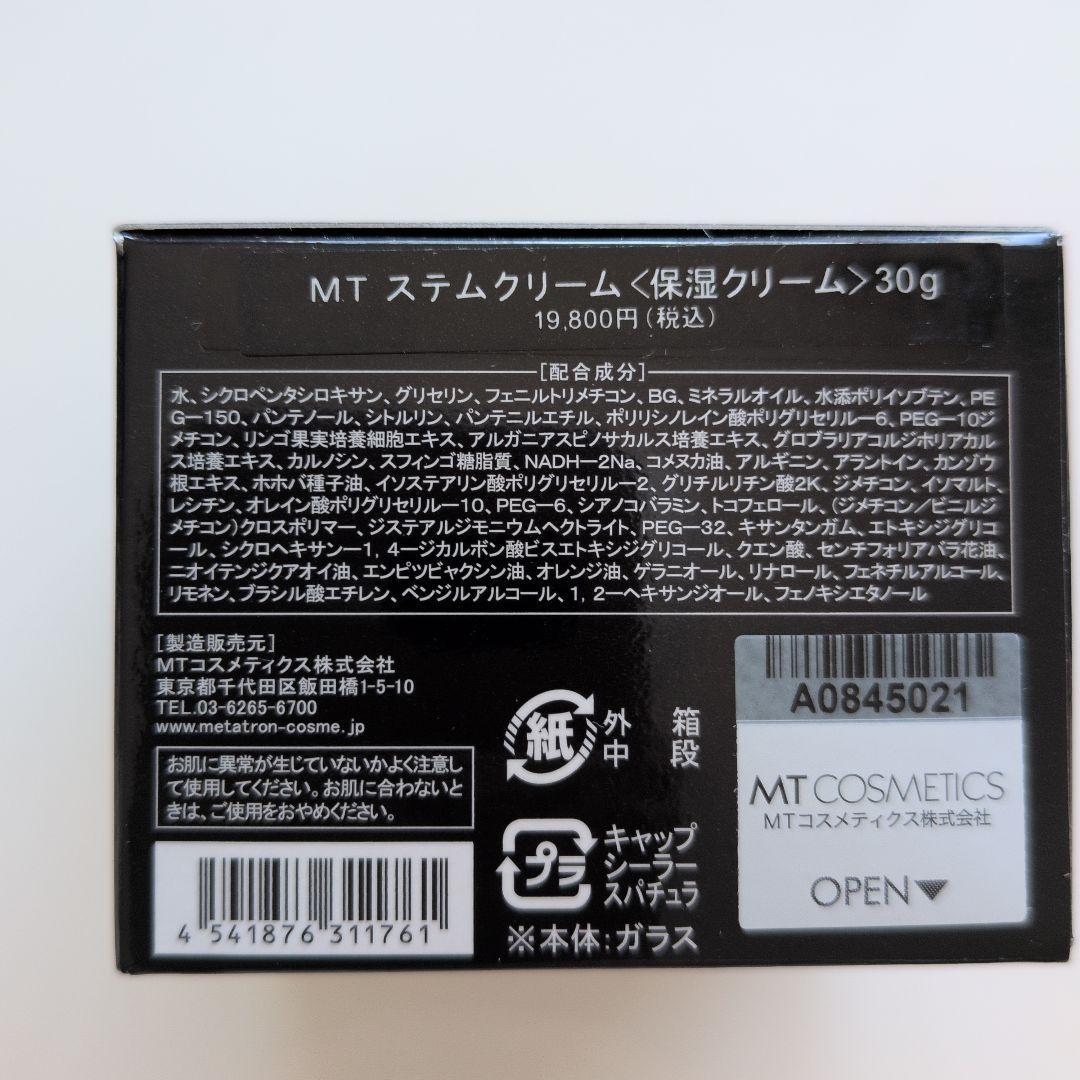 MT ステムクリーム〈保湿クリーム〉30g
19,800円(税込)
[配合成分]
水、シクロペンタシロキサン、グリセリン、フェニルトリメチコン、BG、ミネラルオイル、水添ポリイソブテン、PE
G-150、パンテノール、シトルリン、パンテニルエチル、ポリリシノレイン酸ポリグリセリル-6、PEG-10ジ
メチコン、リンゴ果実培養細胞エキス、アルガニアスピノサカルス培養エキス、グロブラリアコルジホリアカル
ス培養エキス、カルノシン、スフィンゴ糖脂質、NADH-2Na、コメヌカ油、アルギニン、アラントイン、カンゾウ
根エキス、ホホバ種子油、イソステアリン酸ポリグリセリル-2、グリチルリチン酸2K、ジメチコン、イソマルト、
レシチン、オレイン酸ポリグリセリル-10、PEG-6、シアノコバラミン、トコフェロール、(ジメチコン/ビニルジ
メチコン)クロスポリマー、ジステアルジモニウムヘクトライト、PEG-32、キサンタンガム、エトキシジグリコ
ール、シクロヘキサン-1, 4-ジカルボン酸ビスエトキシジグリコール、クエン酸、センチフォリアバラ花油、
ニオイテンジクアオイ油、エンピツビャクシン油、オレンジ油、ゲラニオール、リナロール、フェネチルアルコール、
リモネン、ブラシル酸エチレン、ベンジルアルコール、1, 2-ヘキサンジオール、フェノキシエタノール
[製造販売元]
MTコスメティクス株式会社
東京都千代田区飯田橋1-5-10
TEL.03-6265-6700
www.metatron-cosme.jp
お肌に異常が生じていないかよく注意し
て使用してください。お肌に合わないと
きは、ご使用をおやめください。
4 541876 311761
紙 外 箱
中 段
プラ キャップ
シーラー
スパチュラ
※本体:ガラス
A0845021
MT COSMETICS
MTコスメティクス株式会社
OPEN▼